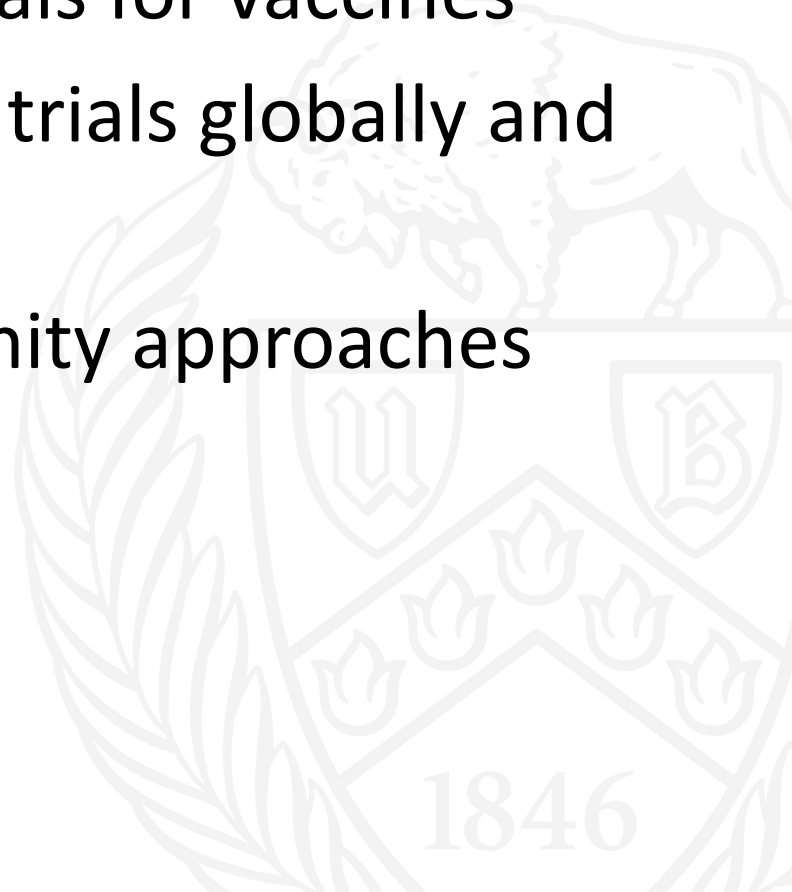 als for vaccines
trials globally and
nity approaches
U B
1846